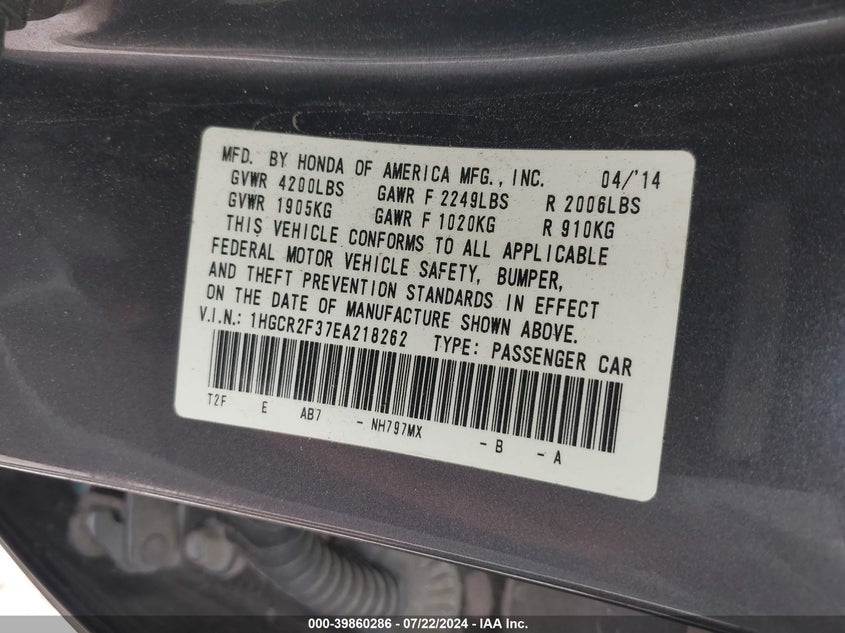 MFD. BY HONDA OF AMERICA MFG., INC. 04/'14
GVWR 4200LBS GAWR F 2249LBS R 2006LBS
GVWR 1905KG GAWR F 1020KG R 910KG
THIS VEHICLE CONFORMS TO ALL APPLICABLE
FEDERAL MOTOR VEHICLE SAFETY, BUMPER,
AND THEFT PREVENTION STANDARDS IN EFFECT
ON THE DATE OF MANUFACTURE SHOWN ABOVE.
V.I.N.: 1HGCR2F37EA218262 TYPE: PASSENGER CAR
T2F E AB7 - NH797MX - B - A
000-39860286 - 07/22/2024 - IAA Inc.